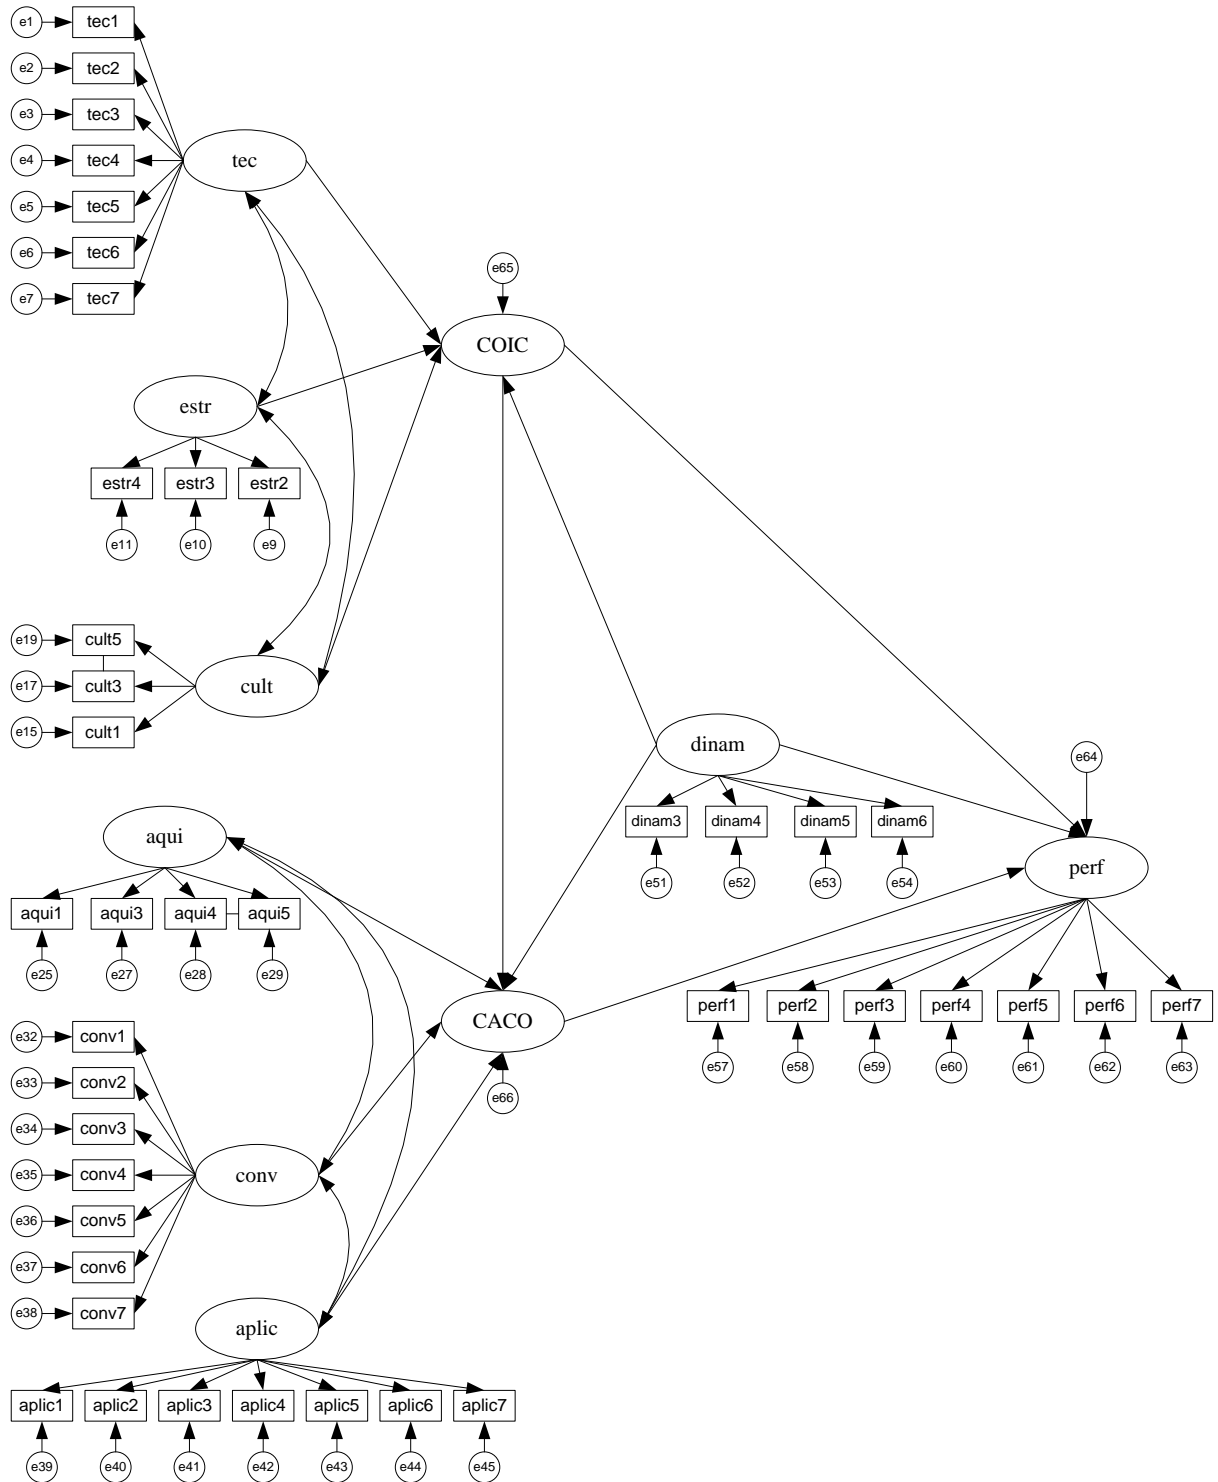 e1 tec1
e2 tec2
e3 tec3
e4 tec4
tec
e5 tec5
e6 tec6
e7 tec7
e65
COIC
estr
estr4 estr3 estr2
e11 e10 e9
e19 cult5
e17 cult3
cult
e15 cult1
dinam
e64
dinam3 dinam4 dinam5 dinam6
aqui
perf
e51 e52 e53 e54
aqui1 aqui3 aqui4 aqui5
e25 e27 e28 e29
perf1 perf2 perf3 perf4 perf5 perf6 perf7
CACO
e32 conv1
e57 e58 e59 e60 e61 e62 e63
e33 conv2
e66
e34 conv3
e35 conv4
conv
e36 conv5
e37 conv6
e38 conv7
aplic
aplic1 aplic2 aplic3 aplic4 aplic5 aplic6 aplic7
e39 e40 e41 e42 e43 e44 e45